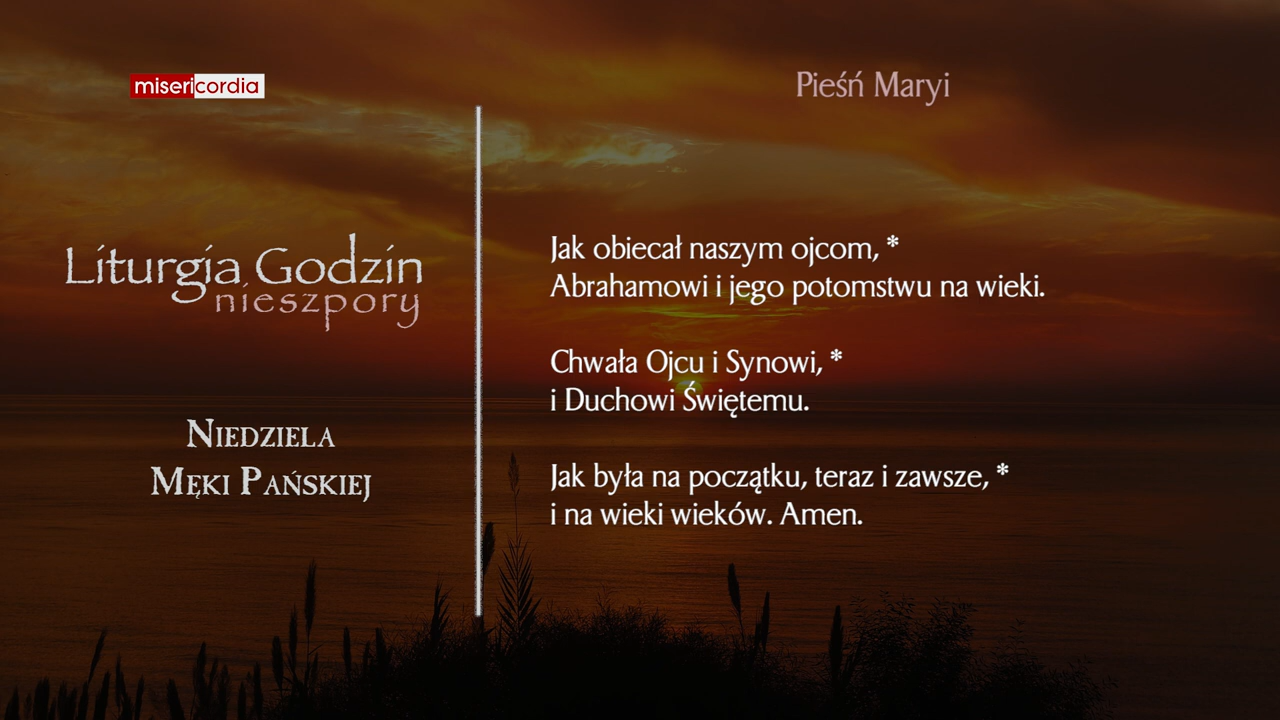 misericordia
Liturgia Godzin
nieszpory
Niedziela
Męki Pańskiej
Pieśń Maryi
Jak obiecał naszym ojcom, *
Abrahamowi i jego potomstwu na wieki.
Chwała Ojcu i Synowi, *
i Duchowi Świętemu.
Jak była na początku, teraz i zawsze, *
i na wieki wieków. Amen.